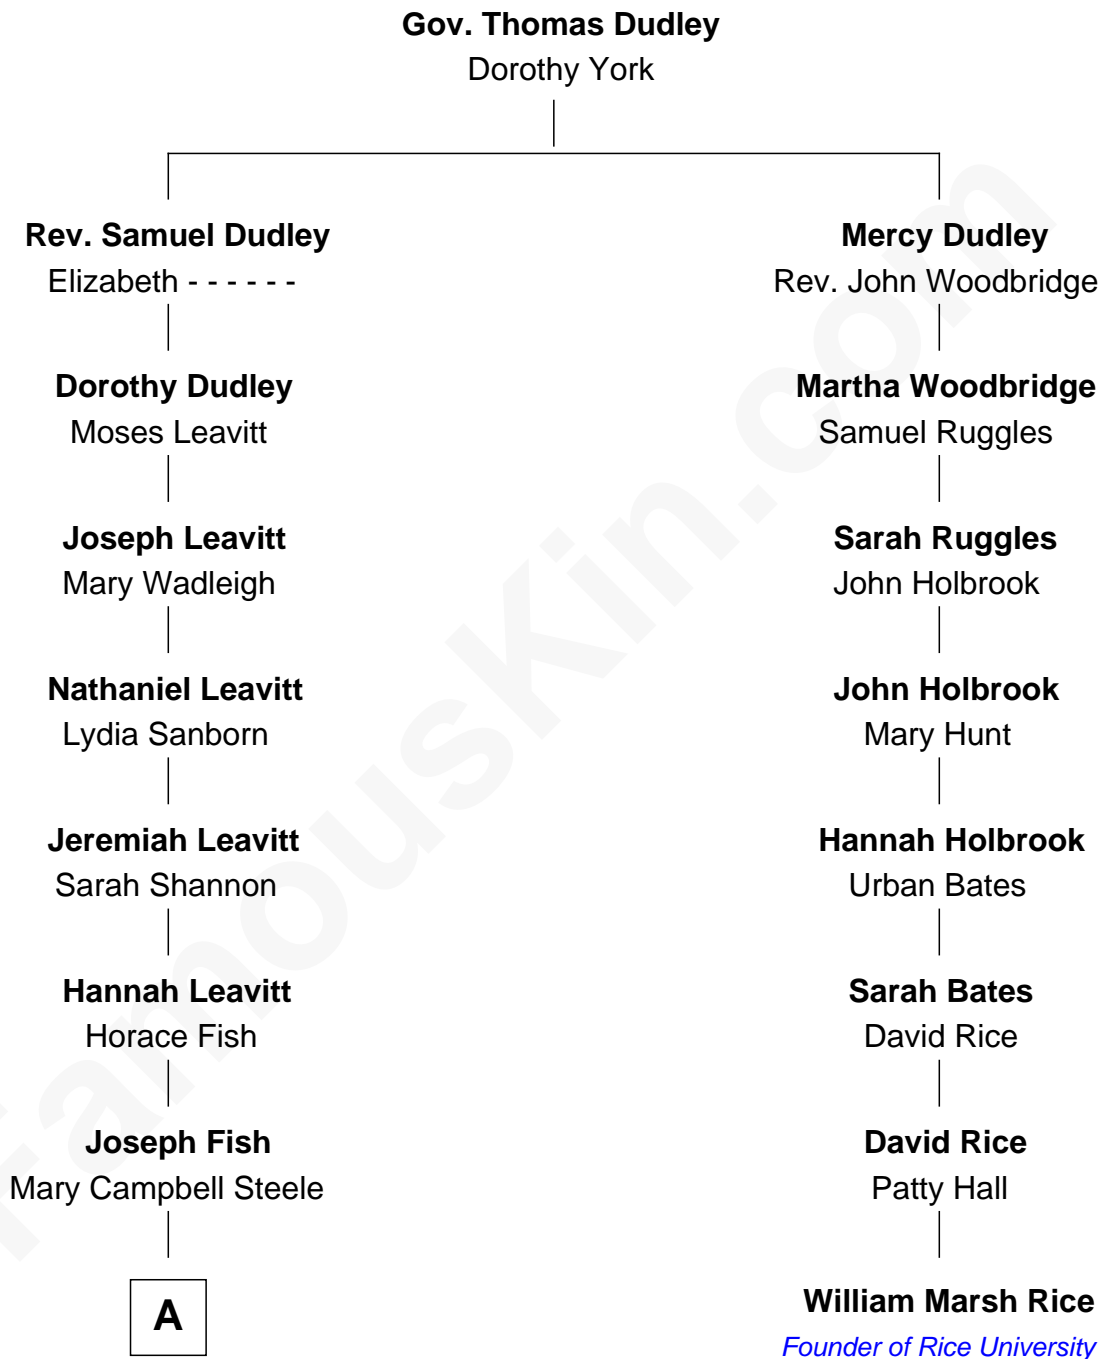 Gov. Thomas Dudley
Dorothy York
Rev. Samuel Dudley
Elizabeth - - - - - -
Dorothy Dudley
Moses Leavitt
Joseph Leavitt
Mary Wadleigh
Nathaniel Leavitt
Lydia Sanborn
Jeremiah Leavitt
Sarah Shannon
Hannah Leavitt
Horace Fish
Joseph Fish
Mary Campbell Steele
A
Mercy Dudley
Rev. John Woodbridge
Martha Woodbridge
Samuel Ruggles
Sarah Ruggles
John Holbrook
John Holbrook
Mary Hunt
Hannah Holbrook
Urban Bates
Sarah Bates
David Rice
David Rice
Patty Hall
William Marsh Rice
Founder of Rice University
FamousKin.com